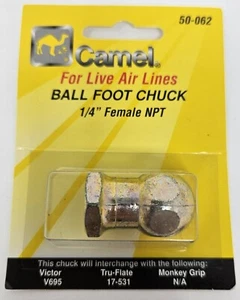 50-062
Camel
For Live Air Lines
BALL FOOT CHUCK
1/4" Female NPT
This chuck will interchange with the following:
Victor Tru-Flate Monkey Grip
V695 17-531 N/A